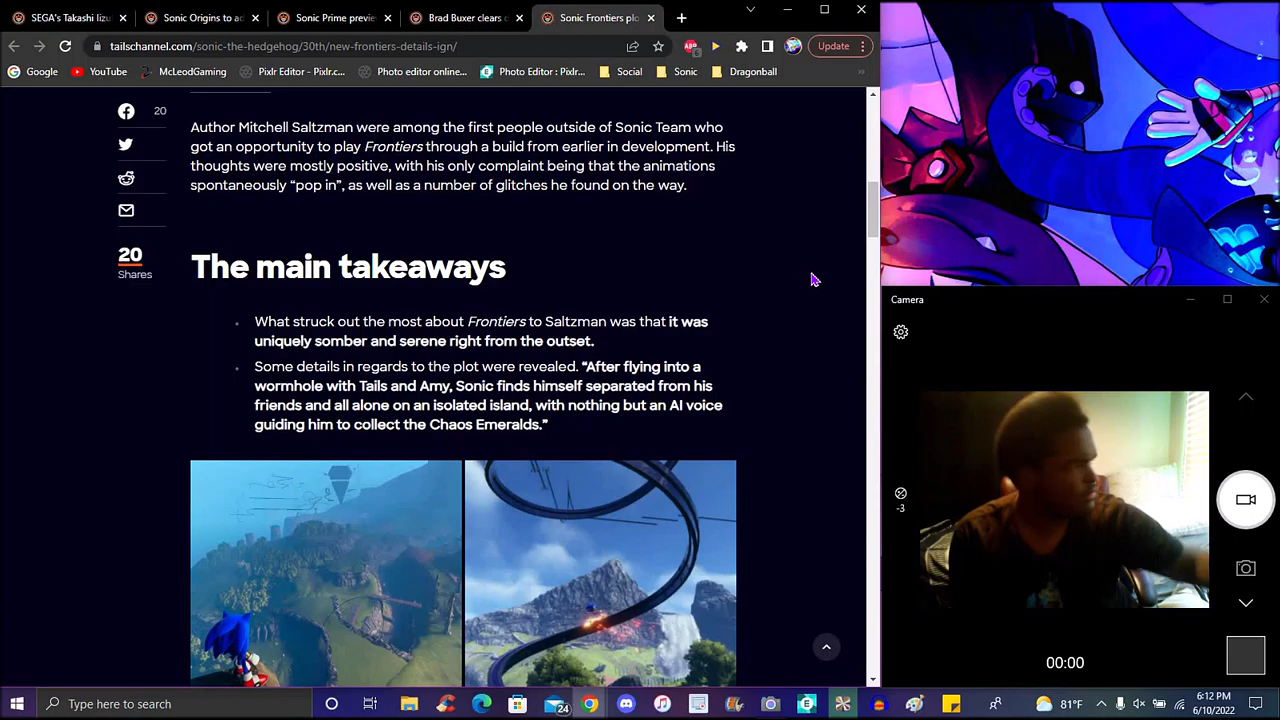 SEGA's Takashi Iizu
Sonic Origins to ad
Sonic Prime previe
Brad Buxer clears c
Sonic Frontiers plo
tailschannel.com/sonic-the-hedgehog/30th/new-frontiers-details-ign/
Update
Google
YouTube
McLeodGaming
Pixlr Editor - Pixlr.c...
Photo editor online...
Photo Editor : Pixlr...
Social
Sonic
Dragonball
20
Author Mitchell Saltzman were among the first people outside of Sonic Team who
got an opportunity to play Frontiers through a build from earlier in development. His
thoughts were mostly positive, with his only complaint being that the animations
spontaneously “pop in”, as well as a number of glitches he found on the way.
20
Shares
The main takeaways
What struck out the most about Frontiers to Saltzman was that it was
uniquely somber and serene right from the outset.
Some details in regards to the plot were revealed. “After flying into a
wormhole with Tails and Amy, Sonic finds himself separated from his
friends and all alone on an isolated island, with nothing but an AI voice
guiding him to collect the Chaos Emeralds.”
Camera
-3
00:00
Type here to search
24
81°F
6:12 PM
6/10/2022